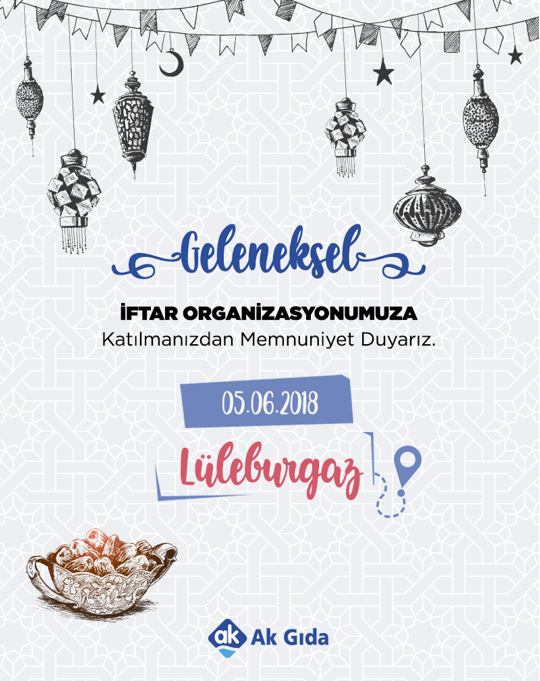 Geleneksel
İFTAR ORGANİZASYONUMUZA
Katılmanızdan Memnuniyet Duyarız.
05.06.2018
Lüleburgaz
ak Ak Gıda